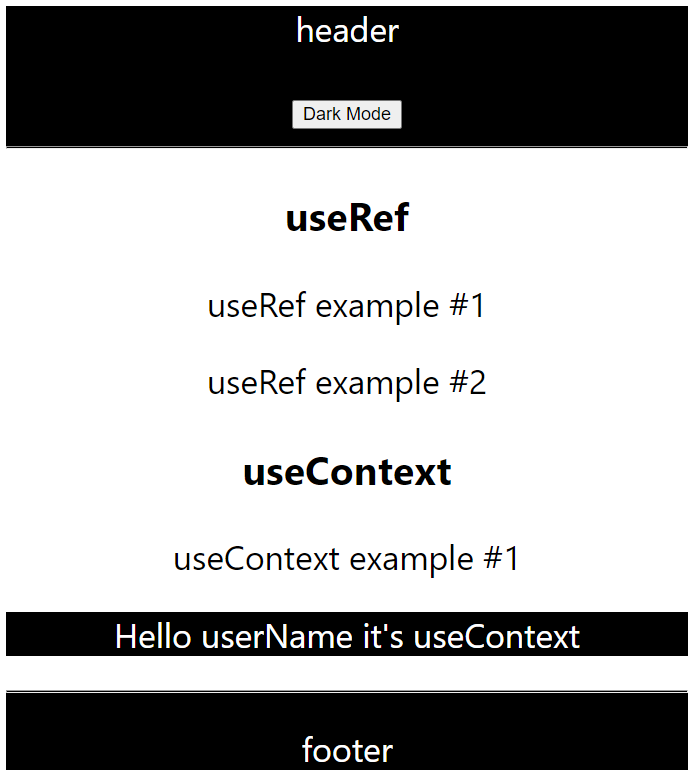 header
Dark Mode
useRef
useRef example #1
useRef example #2
useContext
useContext example #1
Hello userName it's useContext
footer